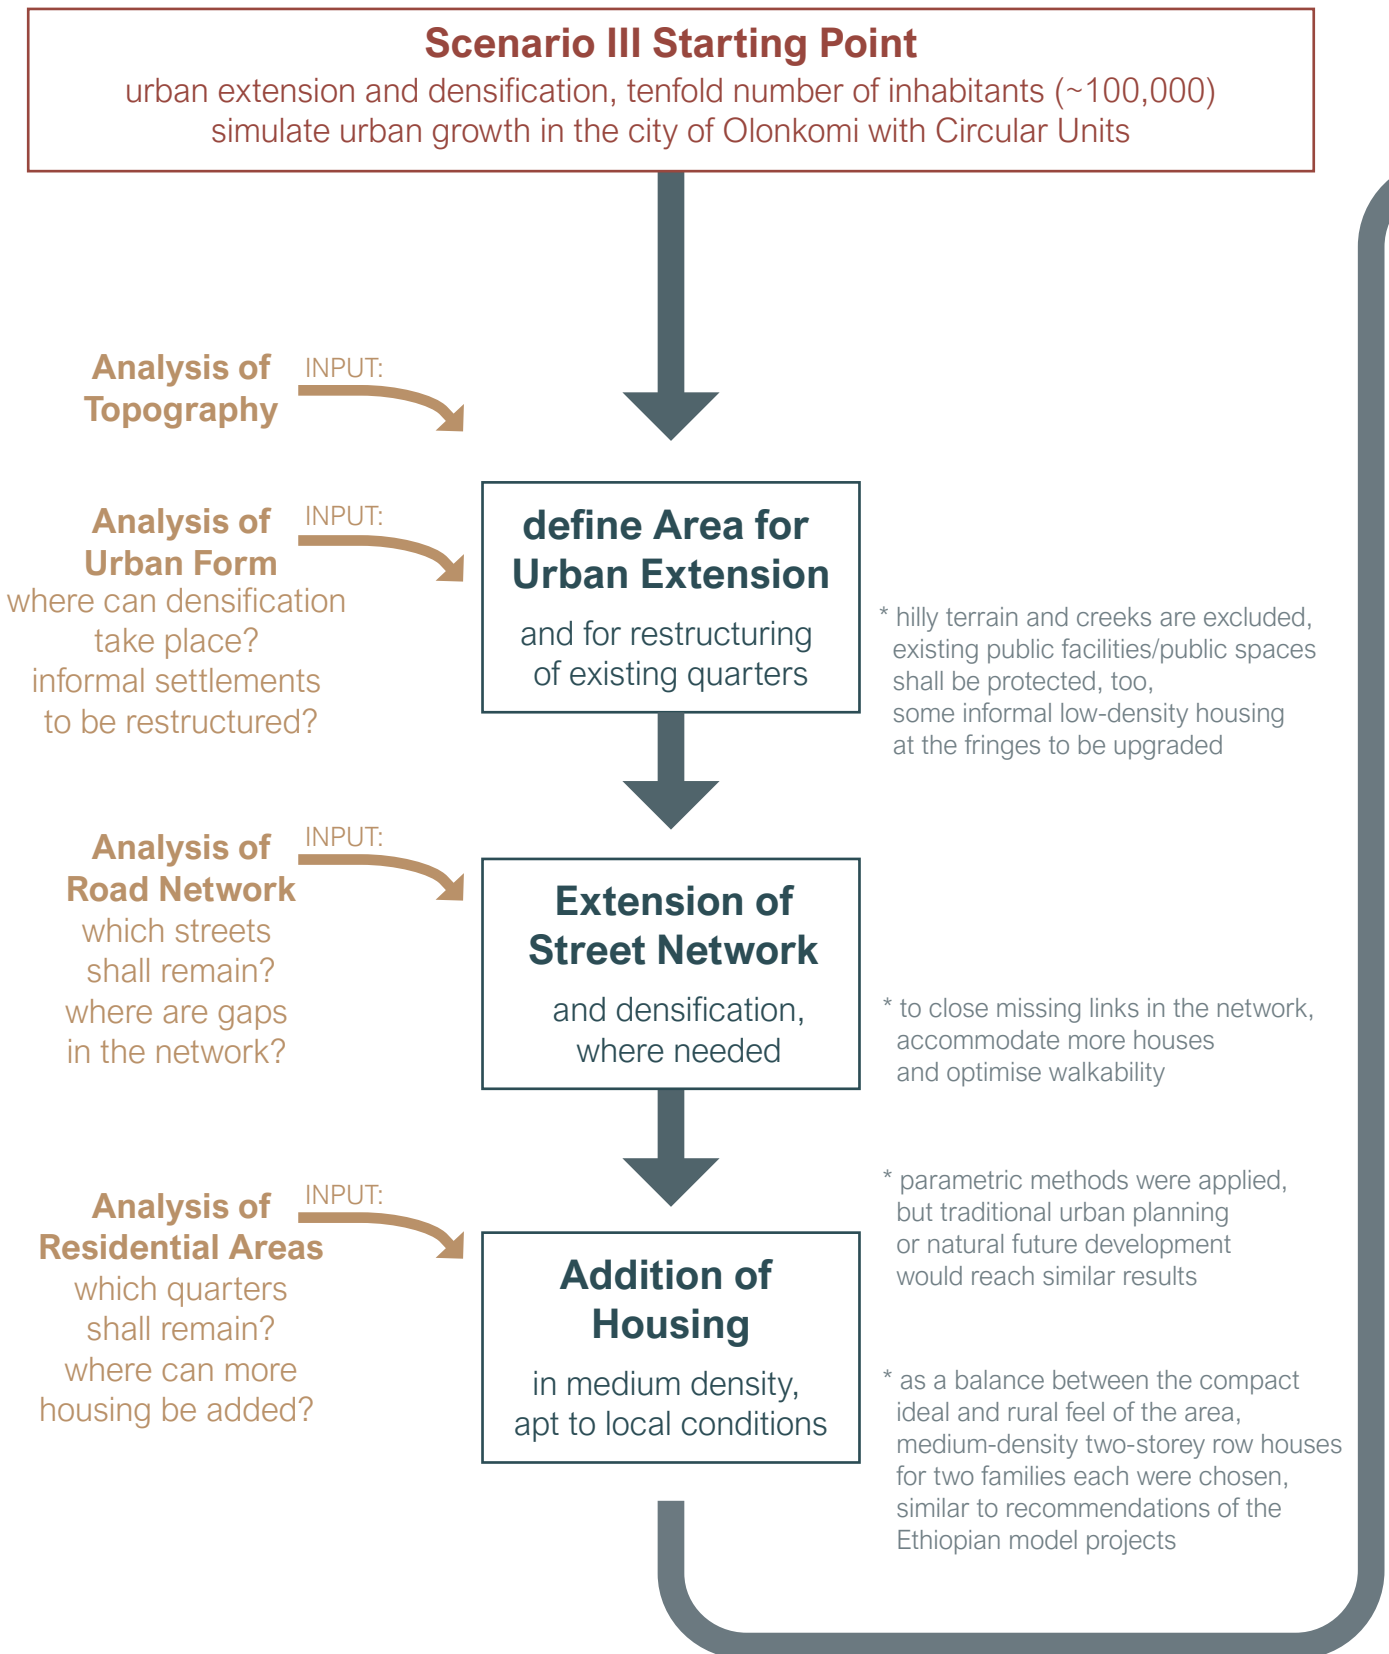 Scenario III Starting Point
urban extension and densification, tenfold number of inhabitants (~100,000)
simulate urban growth in the city of Olonkomi with Circular Units
Analysis of
Topography
INPUT:
Analysis of
Urban Form
where can densification
take place?
informal settlements
to be restructured?
INPUT:
define Area for
Urban Extension
and for restructuring
of existing quarters
* hilly terrain and creeks are excluded,
existing public facilities/public spaces
shall be protected, too,
some informal low-density housing
at the fringes to be upgraded
Analysis of
Road Network
which streets
shall remain?
where are gaps
in the network?
INPUT:
Extension of
Street Network
and densification,
where needed
* to close missing links in the network,
accommodate more houses
and optimise walkability
Analysis of
Residential Areas
which quarters
shall remain?
where can more
housing be added?
INPUT:
Addition of
Housing
in medium density,
apt to local conditions
* parametric methods were applied,
but traditional urban planning
or natural future development
would reach similar results
* as a balance between the compact
ideal and rural feel of the area,
medium-density two-storey row houses
for two families each were chosen,
similar to recommendations of the
Ethiopian model projects